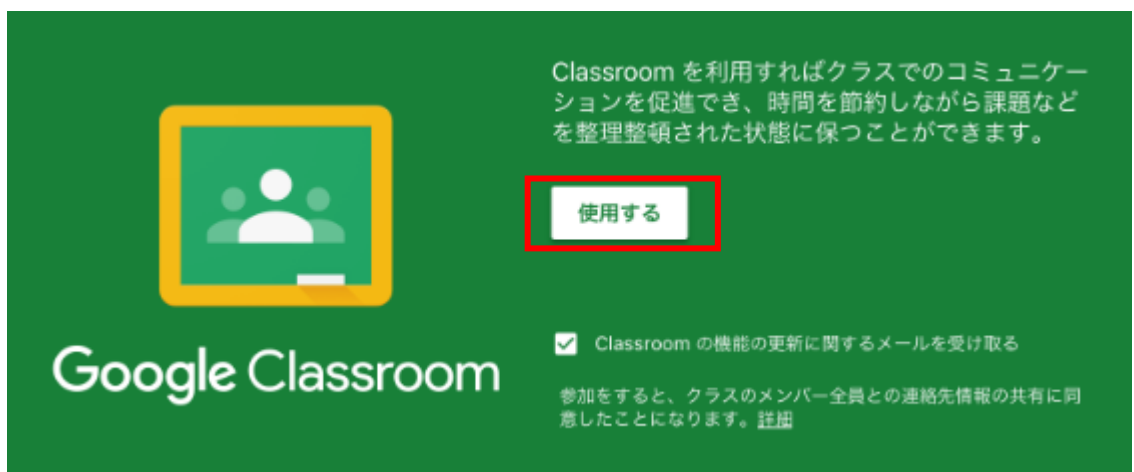 Classroom を利用すればクラスでのコミュニケー
ションを促進でき、時間を節約しながら課題など
を整理整頓された状態に保つことができます。
使用する
Google Classroom
Classroom の機能の更新に関するメールを受け取る
参加をすると、クラスのメンバー全員との連絡先情報の共有に同
意したことになります。詳細